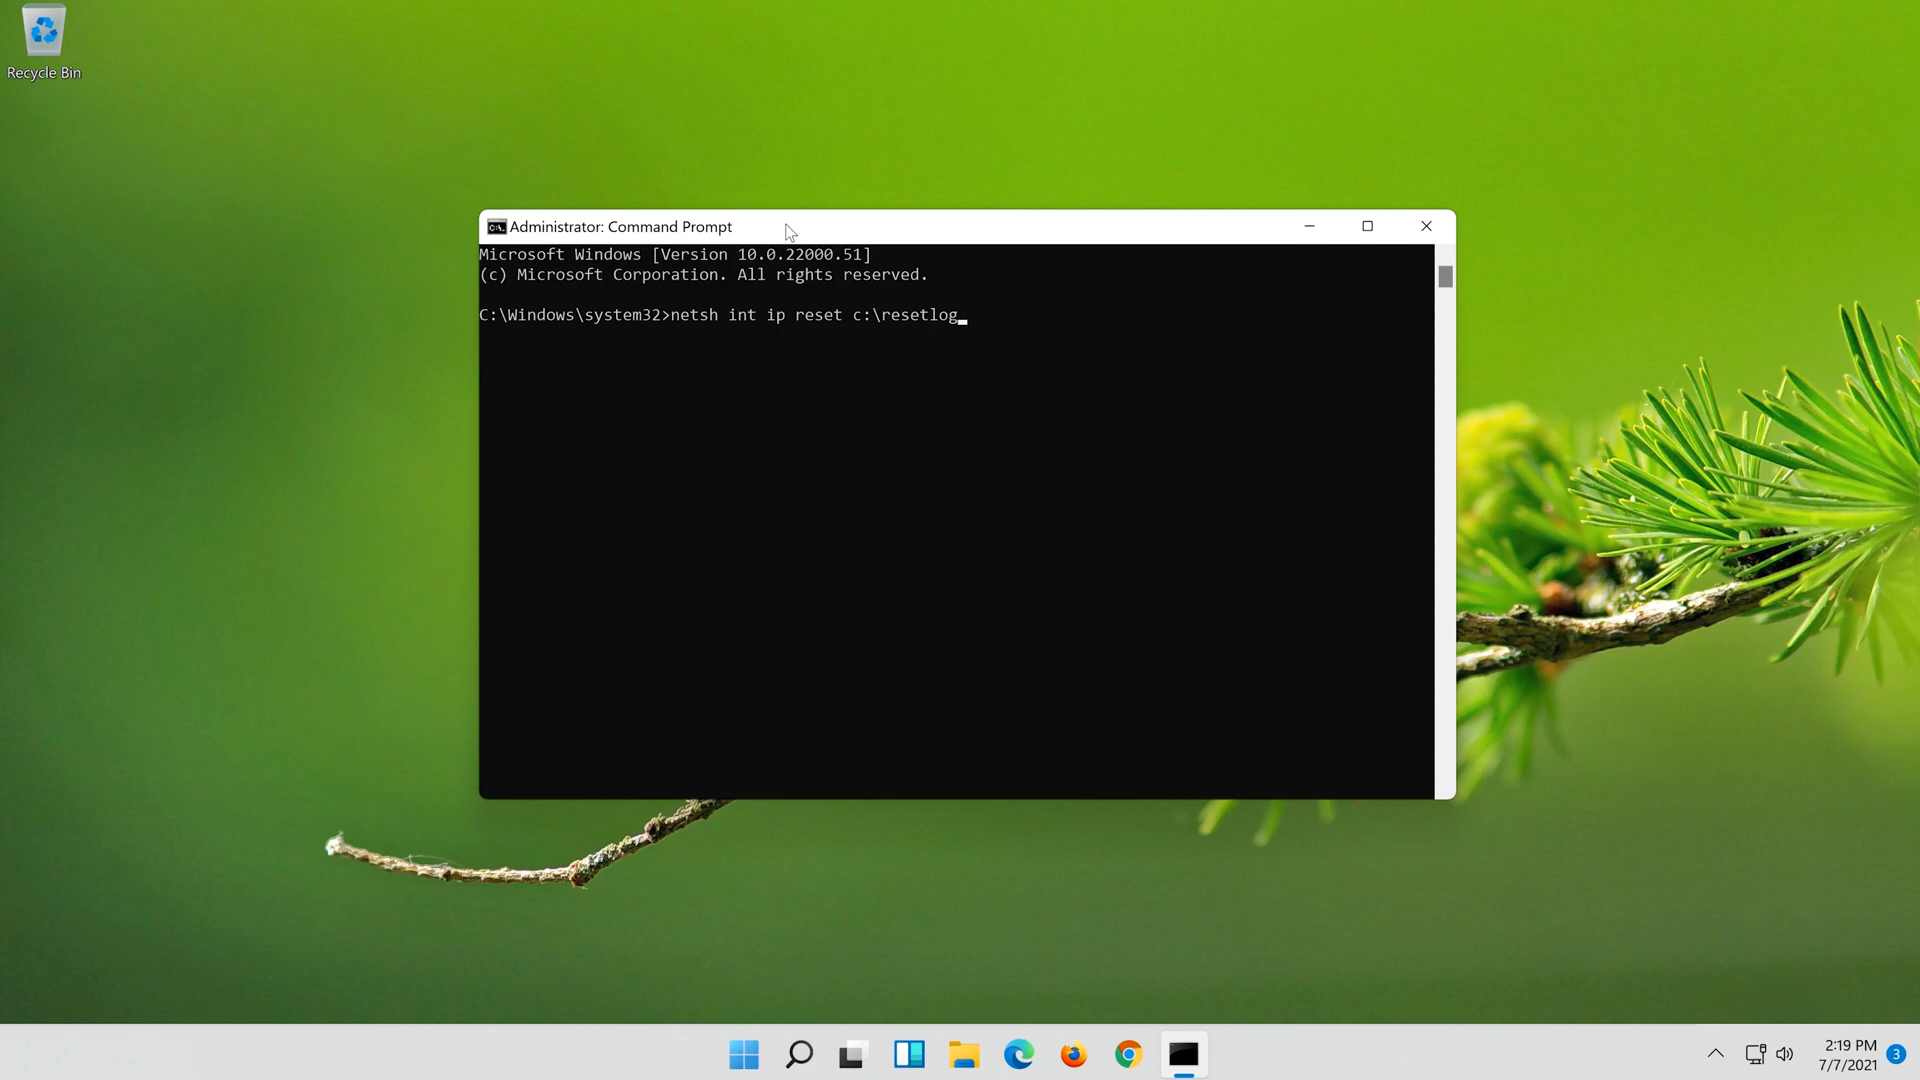 Recycle Bin
Administrator: Command Prompt
Microsoft Windows [Version 10.0.22000.51]
(c) Microsoft Corporation. All rights reserved.
C:\Windows\system32>netsh int ip reset c:\resetlog
2:19 PM
7/7/2021
3